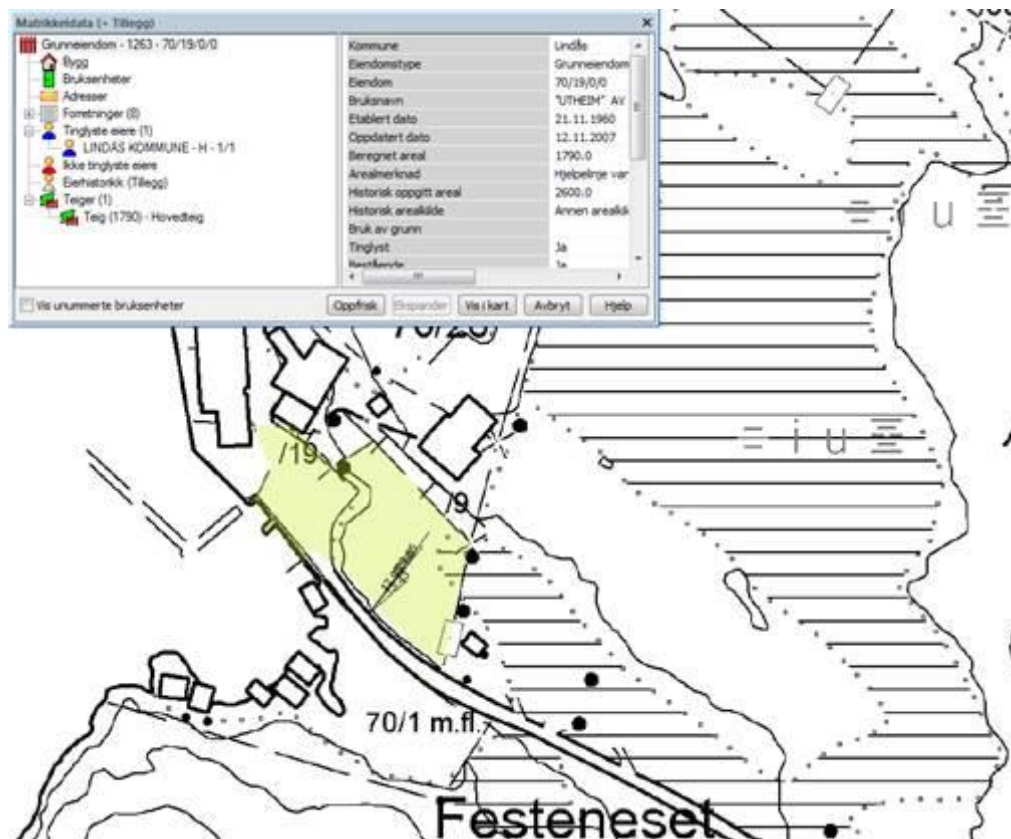 Matrikkeldata (+ Tillegg)
Grunneiendom - 1263 - 70/19/0/0
Bygg
Bruksenheter
Adresser
Forretninger (8)
Tinglyste eiere (1)
LINDÅS KOMMUNE - H - 1/1
Ikke tinglyste eiere
Eierhistorikk (Tillegg)
Teiger (1)
Teig (1790) - Hovedteig
Kommune Lindås
Eiendomstype Grunneiendom
Eiendom 70/19/0/0
Bruksnavn "UTHEIM" AV
Etablert dato 21.11.1960
Oppdatert dato 12.11.2007
Beregnet areal 1790.0
Arealmerknad Hjelpelinje var
Historisk oppgitt areal 2600.0
Historisk arealkilde Annen arealkil
Bruk av grunn
Tinglyst Ja
Bestående Ja
Vis unummerte bruksenheter
Oppfrisk Ekspander Vis i kart Avbryt Hjelp
/19
/9
70/1 m.fl.
Festeneset